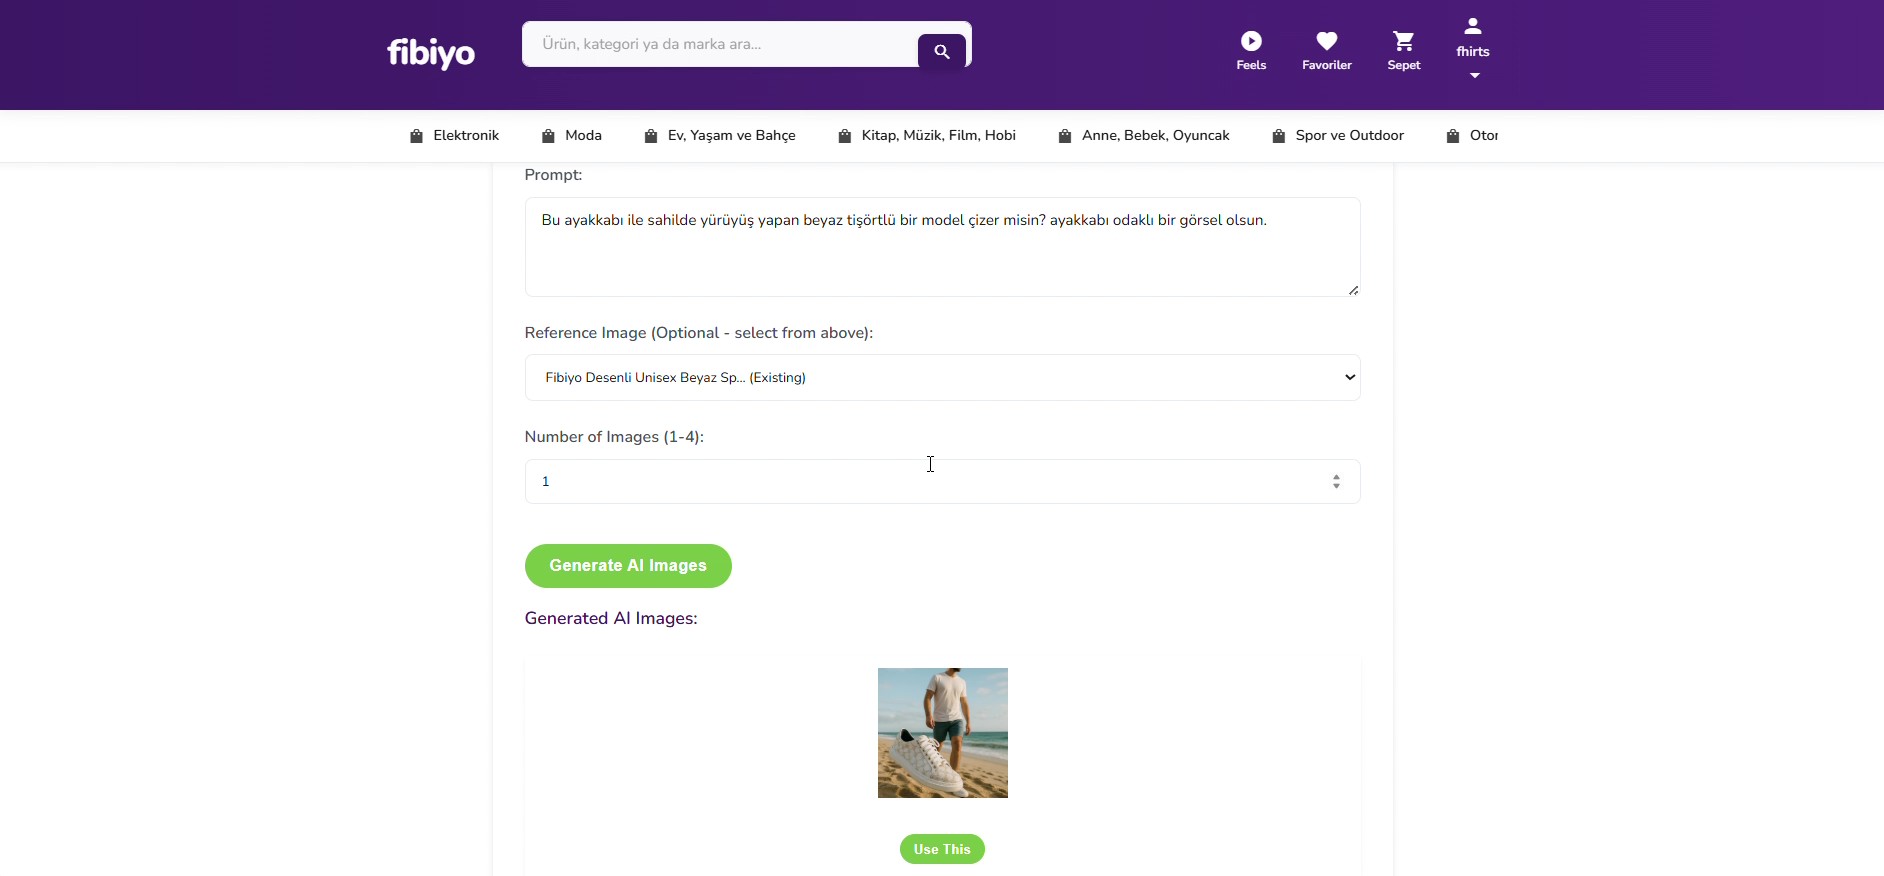 fibiyo
Ürün, kategori ya da marka ara...
Feels
Favoriler
Sepet
fhirts
Elektronik
Moda
Ev, Yaşam ve Bahçe
Kitap, Müzik, Film, Hobi
Anne, Bebek, Oyuncak
Spor ve Outdoor
Otor
Prompt:
Bu ayakkabı ile sahilde yürüyüş yapan beyaz tişörtlü bir model çizer misin? ayakkabı odaklı bir görsel olsun.
Reference Image (Optional - select from above):
Fibiyo Desenli Unisex Beyaz Sp... (Existing)
Number of Images (1-4):
1
Generate AI Images
Generated AI Images:
Use This